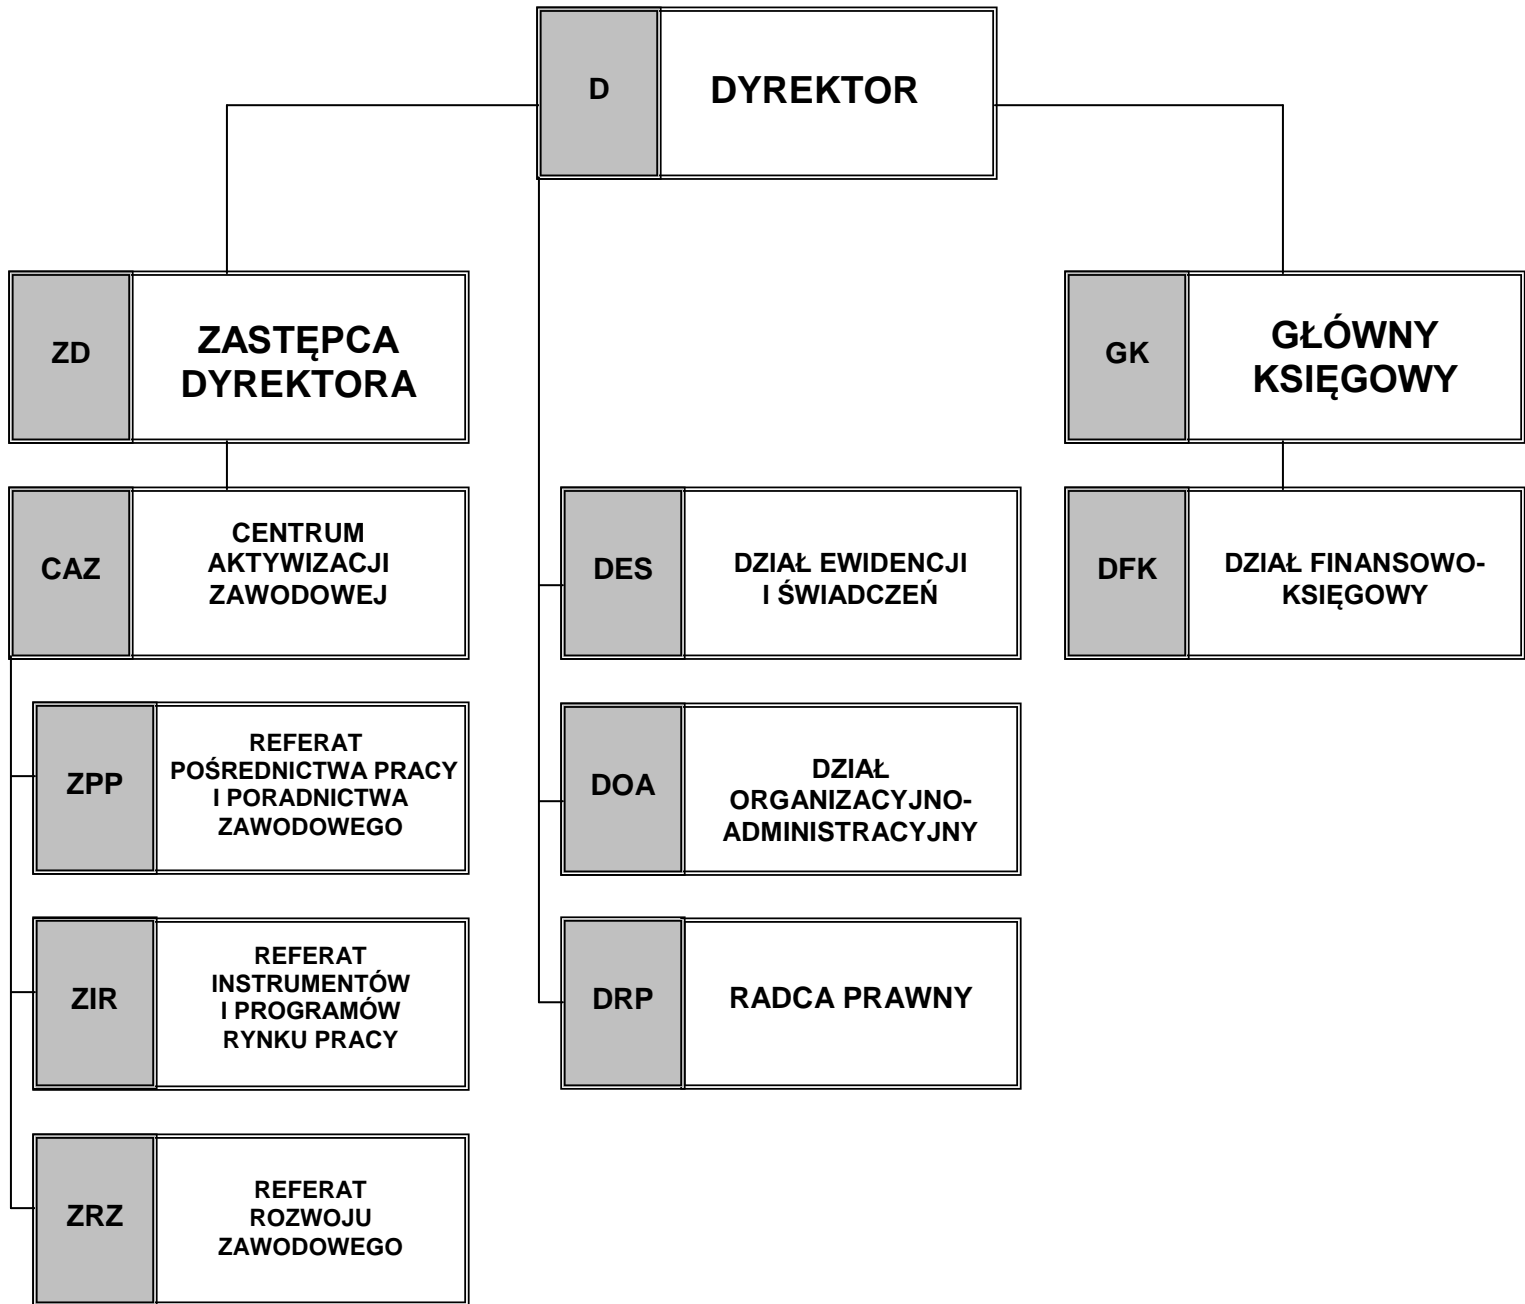 D
DYREKTOR
ZD
ZASTĘPCA
DYREKTORA
GK
GŁÓWNY
KSIĘGOWY
CAZ
CENTRUM
AKTYWIZACJI
ZAWODOWEJ
DES
DZIAŁ EWIDENCJI
I ŚWIADCZEŃ
DFK
DZIAŁ FINANSOWO-
KSIĘGOWY
ZPP
REFERAT
POŚREDNICTWA PRACY
I PORADNICTWA
ZAWODOWEGO
DOA
DZIAŁ
ORGANIZACYJNO-
ADMINISTRACYJNY
ZIR
REFERAT
INSTRUMENTÓW
I PROGRAMÓW
RYNKU PRACY
DRP
RADCA PRAWNY
ZRZ
REFERAT
ROZWOJU
ZAWODOWEGO